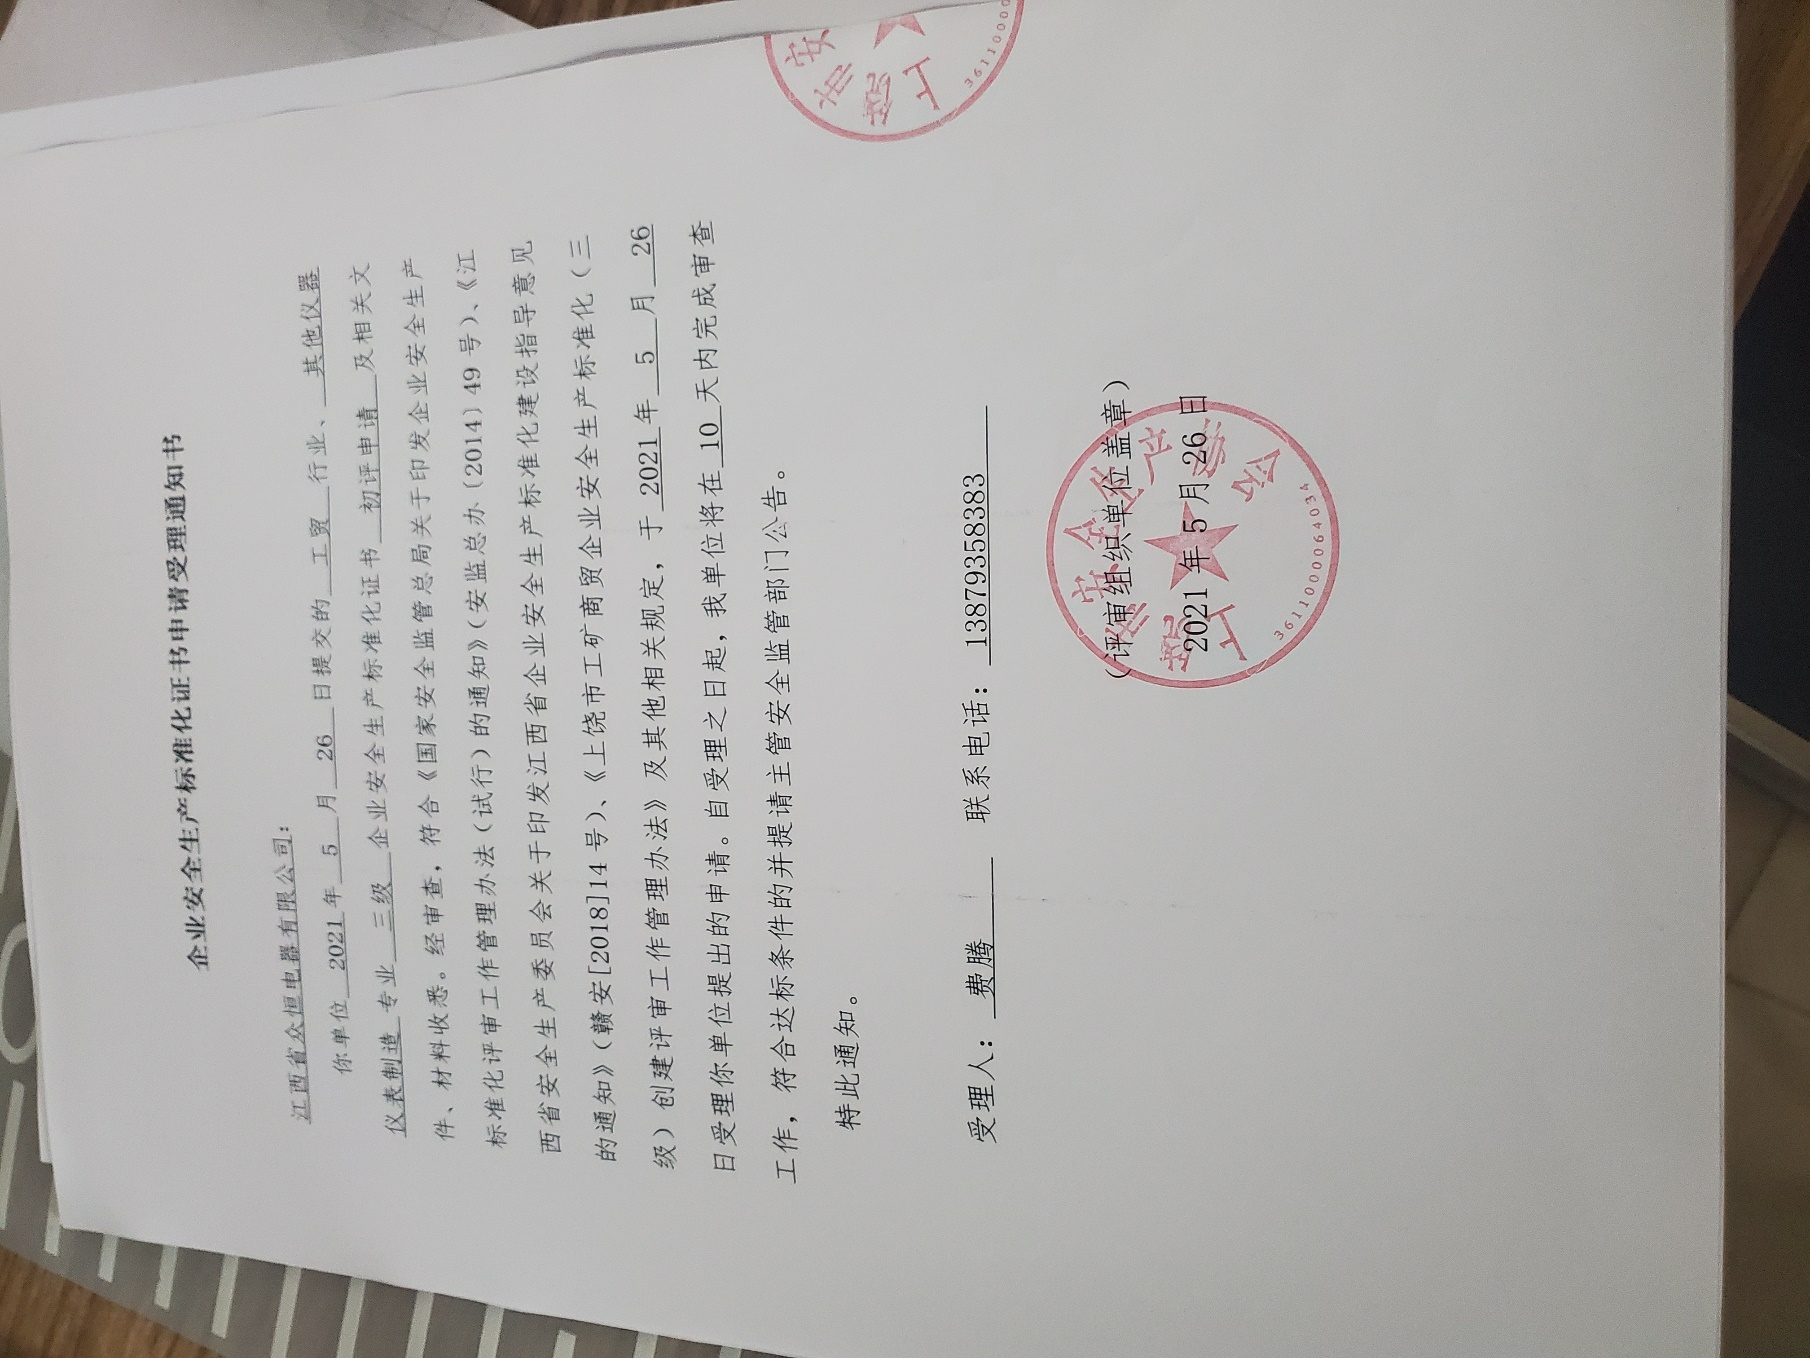 企业安全生产标准化证书申请受理通知书
江西省众恒电器有限公司：
你单位 2021 年 5 月 26 日提交的 工贸 行业、 其他仪器
仪表制造 专业 三级 企业安全生产标准化证书 初评申请 及相关文
件、材料收悉。经审查，符合《国家安全监管总局关于印发企业安全生产
标准化评审工作管理办法（试行）的通知》（安监总办〔2014〕49 号）、《江
西省安全生产委员会关于印发江西省企业安全生产标准化建设指导意见
的通知》（赣安[2018]14 号）、《上饶市工矿商贸企业安全生产标准化（三
级）创建评审工作管理办法》及其他相关规定，于 2021 年 5 月 26
日受理你单位提出的申请。自受理之日起，我单位将在 10 天内完成审查
工作，符合达标条件的并提请主管安全监管部门公告。
特此通知。
受理人： 费腾 联系电话： 13879358383
（评审组织单位盖章）
2021 年 5 月 26 日
3611000064034